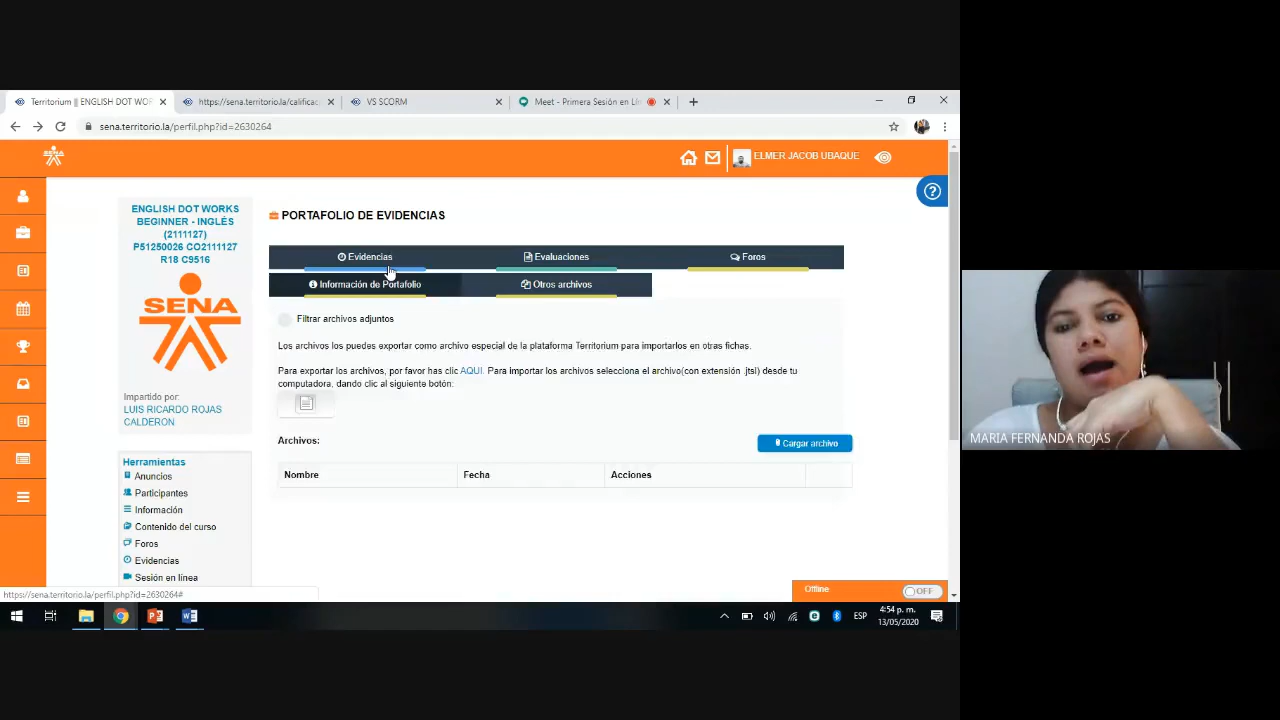 Territorium || ENGLISH DOT WOR
https://sena.territorio.la/califica
VS SCORM
Meet - Primera Sesión en Lín
sena.territorio.la/perfil.php?id=2630264
ELMER JACOB UBAQUE
ENGLISH DOT WORKS
BEGINNER - INGLÉS
(2111127)
P51250026 CO2111127
R18 C9516
SENA
Impartido por:
LUIS RICARDO ROJAS
CALDERON
Herramientas
Anuncios
Participantes
Información
Contenido del curso
Foros
Evidencias
Sesión en línea
PORTAFOLIO DE EVIDENCIAS
Evidencias
Evaluaciones
Foros
Información de Portafolio
Otros archivos
Filtrar archivos adjuntos
Los archivos los puedes exportar como archivo especial de la plataforma Territorium para importarlos en otras fichas.
Para exportar los archivos, por favor has clic AQUI. Para importar los archivos selecciona el archivo(con extensión .jtsl) desde tu
computadora, dando clic al siguiente botón:
Archivos:
Cargar archivo
Nombre Fecha Acciones
Offline
OFF
https://sena.territorio.la/perfil.php?id=2630264#
ESP
4:54 p. m.
13/05/2020
MARIA FERNANDA ROJAS